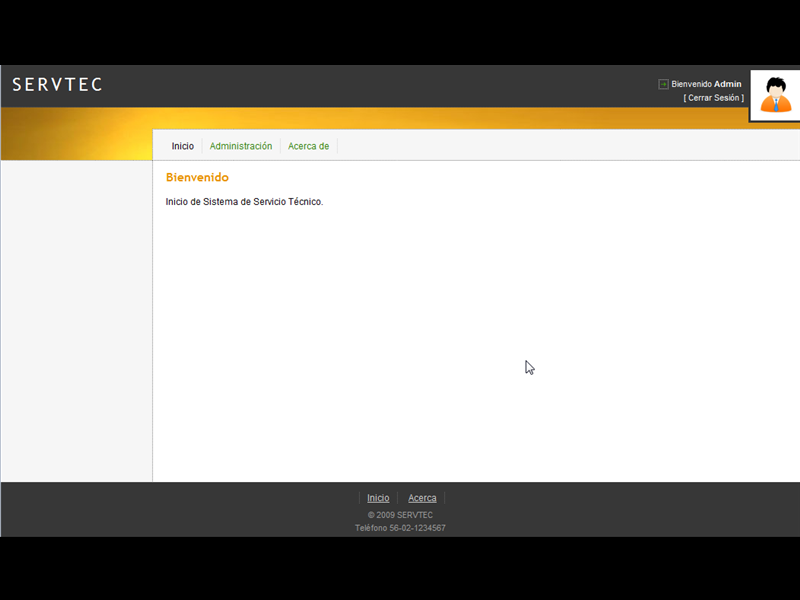 SERVTEC
Bienvenido Admin
[ Cerrar Sesión ]
Inicio Administración Acerca de
Bienvenido
Inicio de Sistema de Servicio Técnico.
Inicio Acerca
© 2009 SERVTEC
Teléfono 56-02-1234567